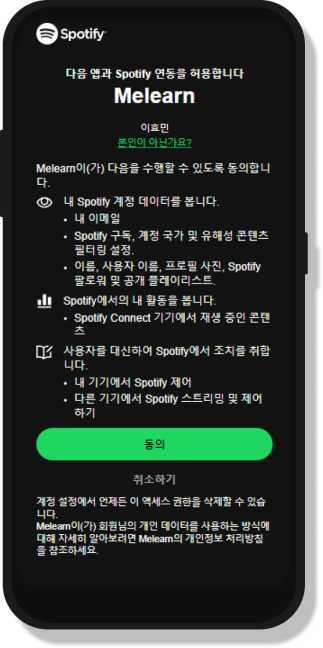 Spotify
다음 앱과 Spotify 연동을 허용합니다
Melearn
이효민
본인이 아닌가요?
Melearn이(가) 다음을 수행할 수 있도록 동의합니
다.
내 Spotify 계정 데이터를 봅니다.
• 내 이메일
• Spotify 구독, 계정 국가 및 유해성 콘텐츠
필터링 설정.
• 이름, 사용자 이름, 프로필 사진, Spotify
팔로워 및 공개 플레이리스트.
Spotify에서의 내 활동을 봅니다.
• Spotify Connect 기기에서 재생 중인 콘텐
츠
사용자를 대신하여 Spotify에서 조치를 취합
니다.
• 내 기기에서 Spotify 제어
• 다른 기기에서 Spotify 스트리밍 및 제어
하기
동의
취소하기
계정 설정에서 언제든 이 액세스 권한을 삭제할 수 있습
니다.
Melearn이(가) 회원님의 개인 데이터를 사용하는 방식에
대해 자세히 알아보려면 Melearn의 개인정보 처리방침
을 참조하세요.